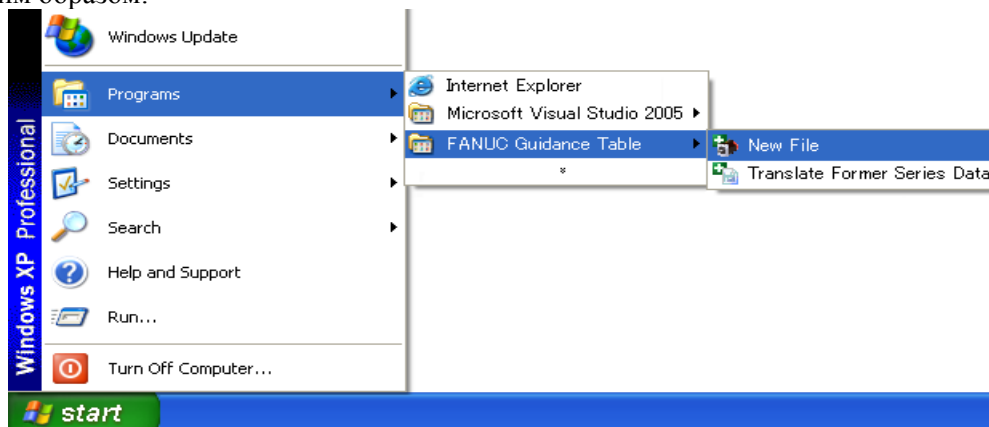 образом.
Windows Update
Programs
Documents
Settings
Search
Help and Support
Run...
Turn Off Computer...
Windows XP Professional
start
Internet Explorer
Microsoft Visual Studio 2005
FANUC Guidance Table
New File
Translate Former Series Data